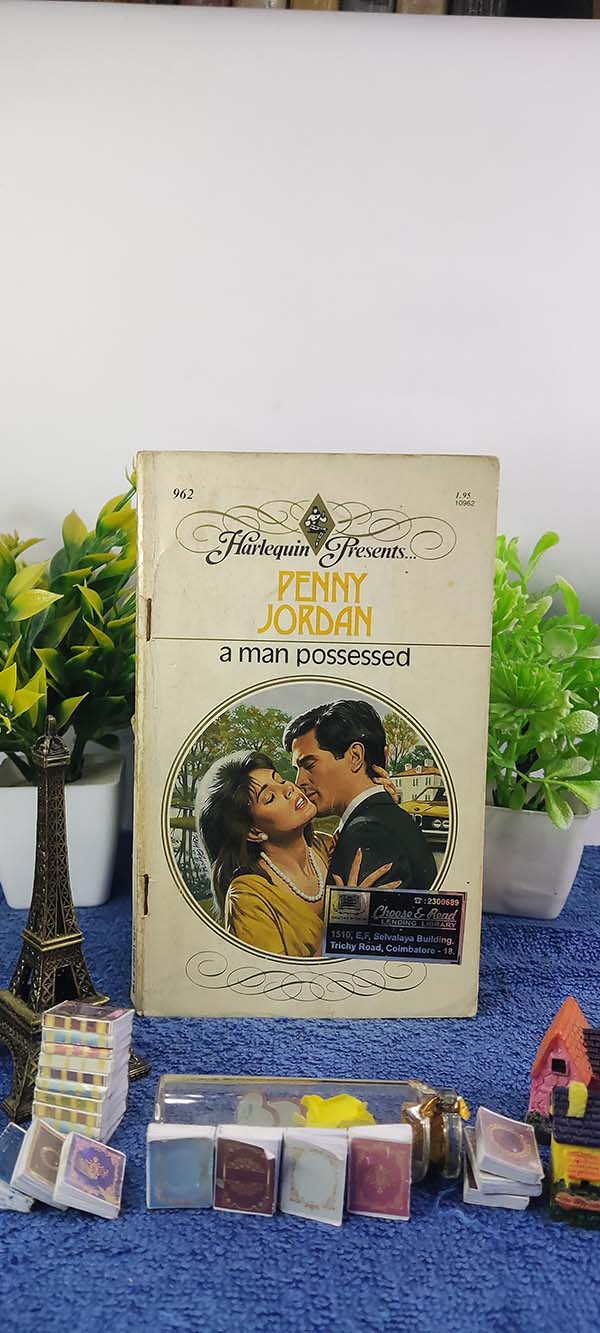 962
1.95
10962
Harlequin Presents...
PENNY
JORDAN
a man possessed
☎:2300689
Choose & Read
LENDING LIBRARY
1510, E,F, Selvalaya Building,
Trichy Road, Coimbatore - 18.